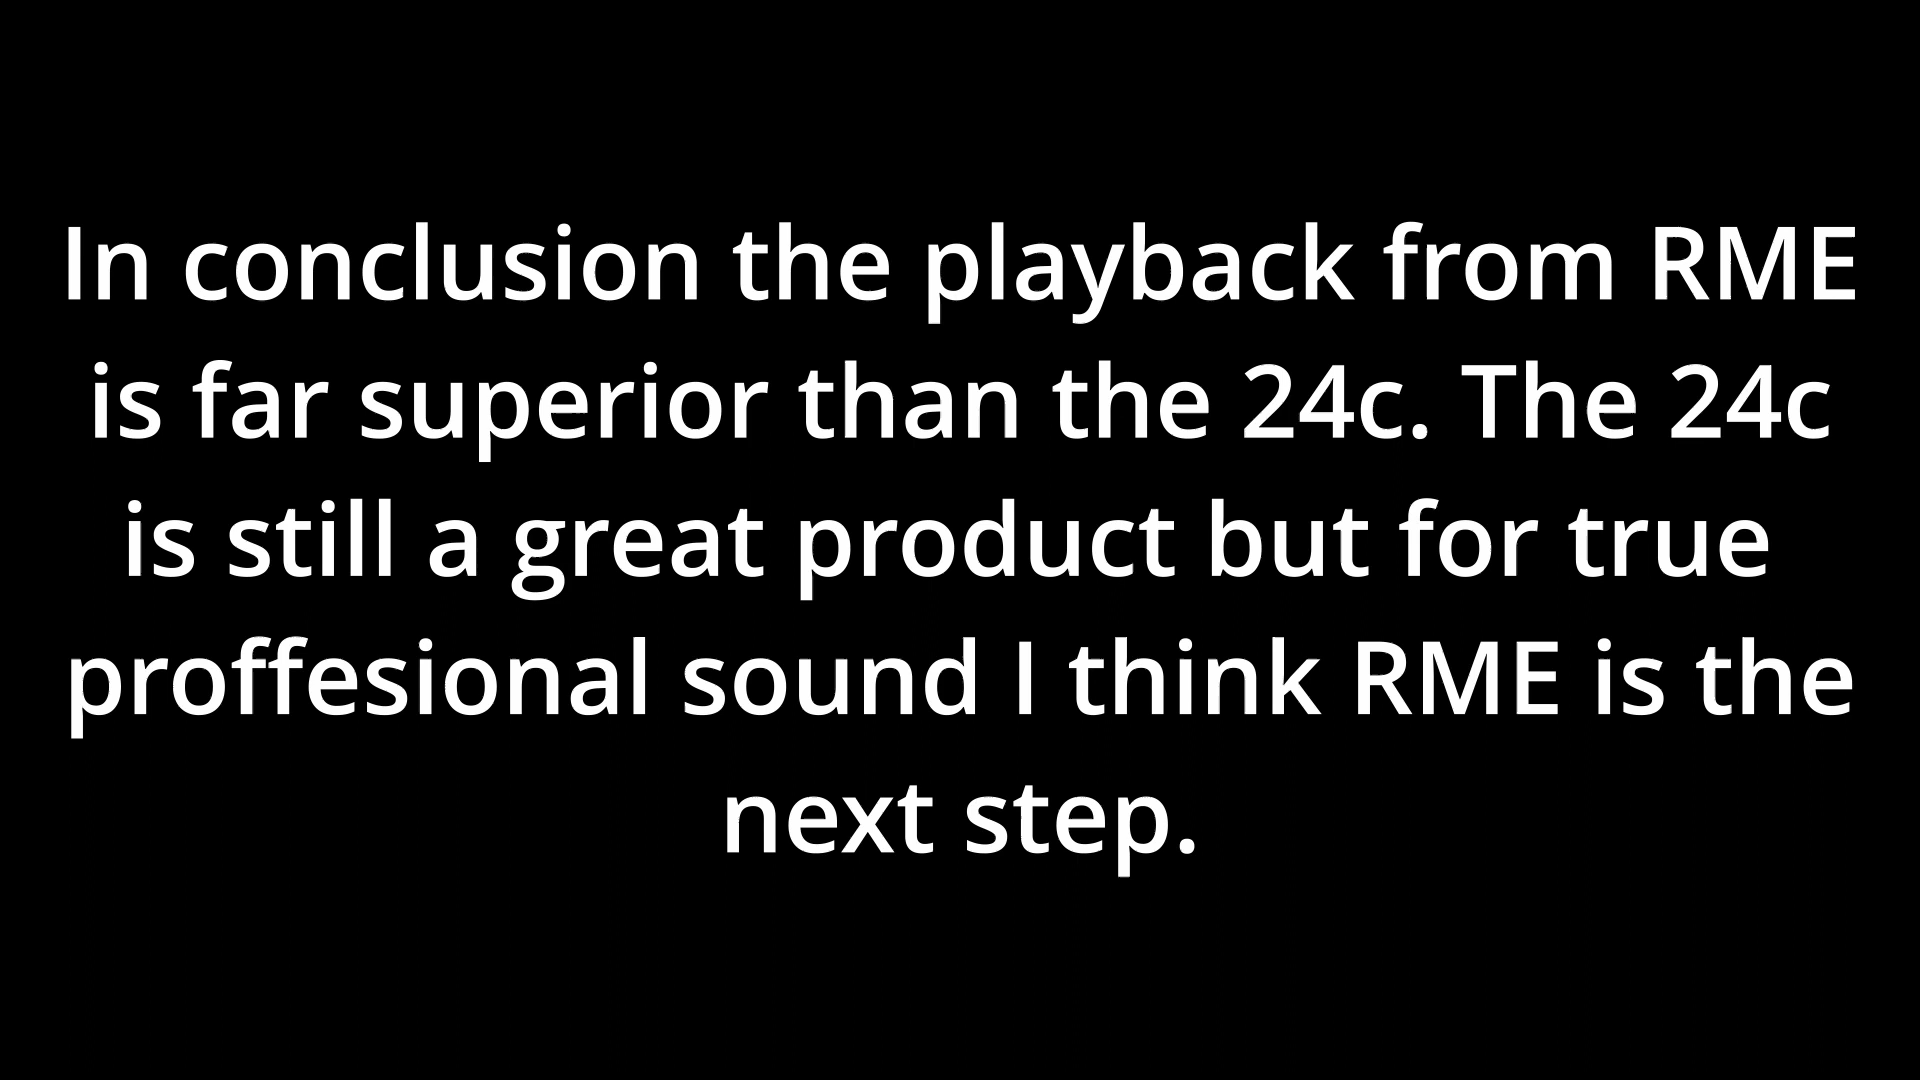 In conclusion the playback from RME
is far superior than the 24c. The 24c
is still a great product but for true
proffesional sound I think RME is the
next step.